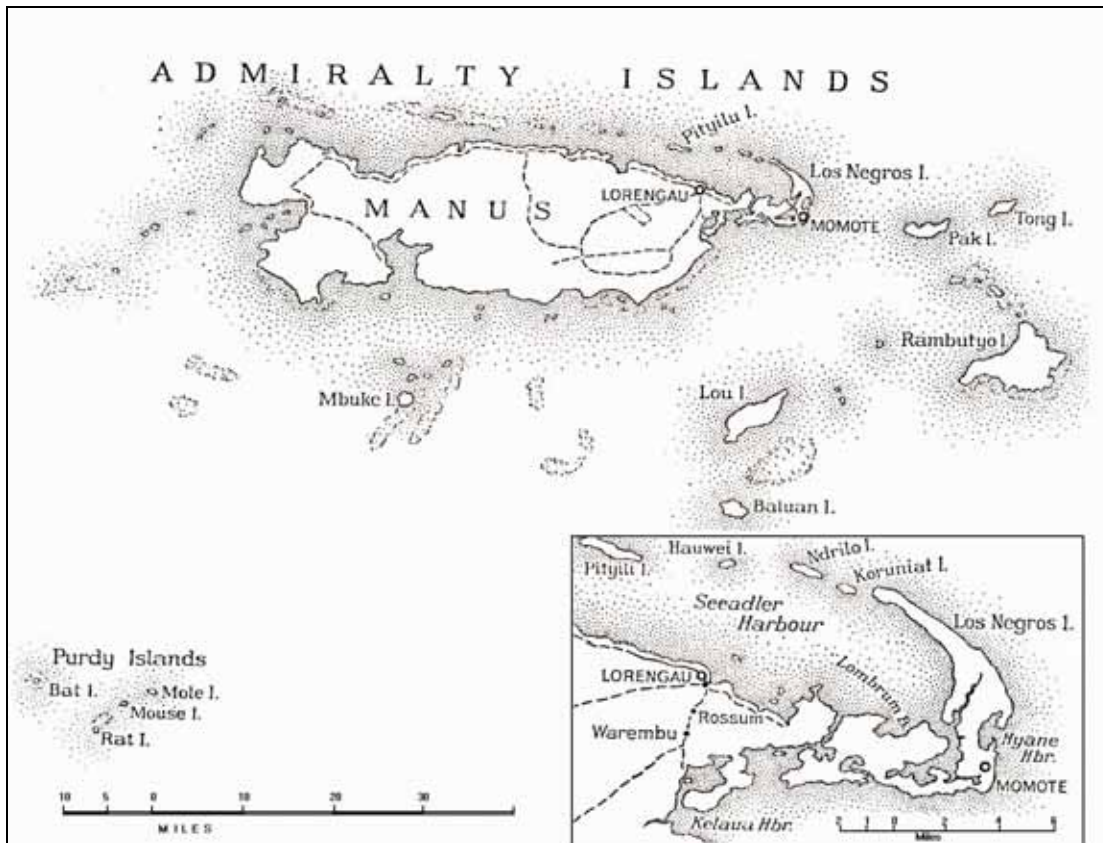 ADMIRALTY ISLANDS
Pityilu I.
Los Negros I.
LORENGAU
MANUS
MOMOTE
Tong I.
Pak I.
Rambutyo I.
Mbuke I.
Lou I.
Baluan I.
Purdy Islands
Bat I.
Mole I.
Mouse I.
Rat I.
10 5 0 10 20 30
MILES
Hauwei I.
Ndrilo I.
Koruniat I.
Pityili I.
Seeadler
Harbour
Los Negros I.
LORENGAU
Lombrum B.
Rossum
Warembu
Hyane
Hbr.
MOMOTE
Kelaua Hbr.
Miles